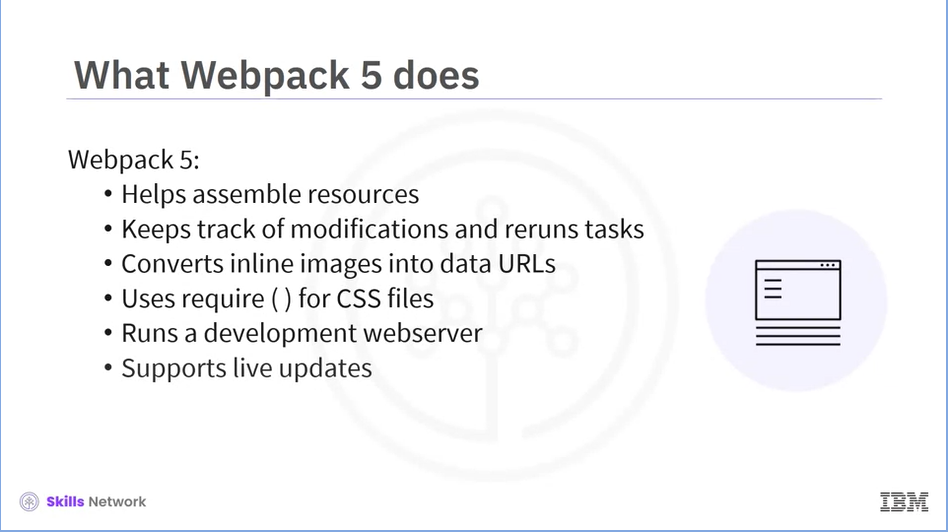 What Webpack 5 does
Webpack 5:
• Helps assemble resources
• Keeps track of modifications and reruns tasks
• Converts inline images into data URLs
• Uses require ( ) for CSS files
• Runs a development webserver
• Supports live updates
Skills Network
IBM